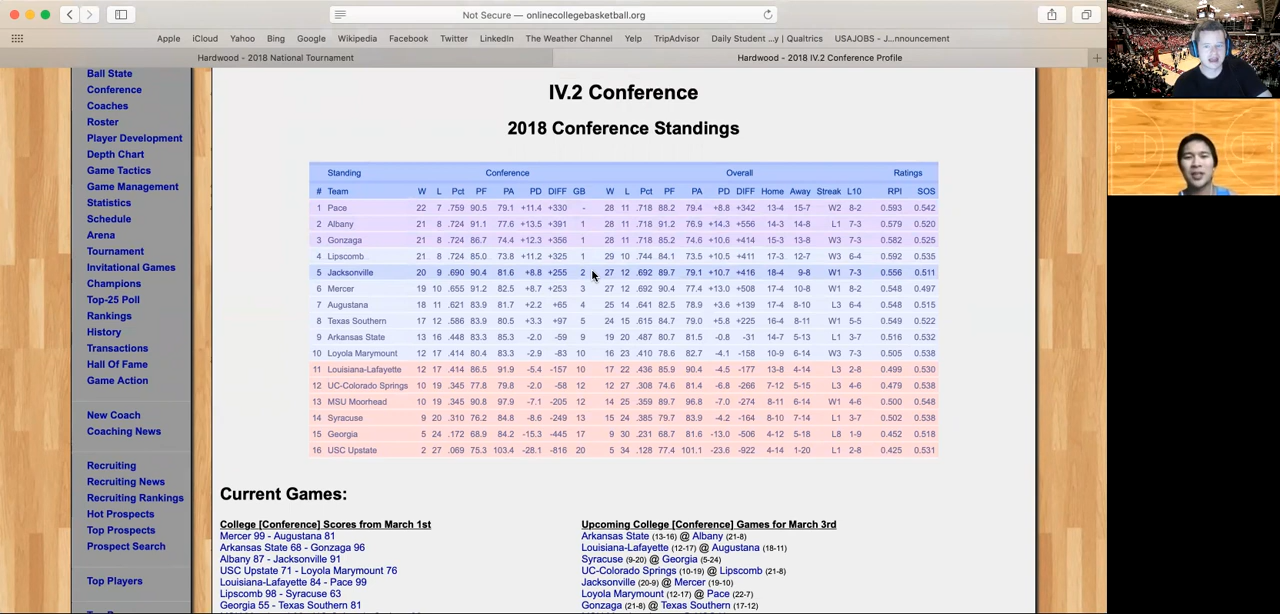 Not Secure — onlinecollegebasketball.org
Apple iCloud Yahoo Bing Google Wikipedia Facebook Twitter LinkedIn The Weather Channel Yelp TripAdvisor Daily Student ...y | Qualtrics USAJOBS - J...nnouncement
Hardwood - 2018 National Tournament Hardwood - 2018 IV.2 Conference Profile
Ball State
Conference
Coaches
Roster
Player Development
Depth Chart
Game Tactics
Game Management
Statistics
Schedule
Arena
Tournament
Invitational Games
Champions
Top-25 Poll
Rankings
History
Transactions
Hall Of Fame
Game Action
New Coach
Coaching News
Recruiting
Recruiting News
Recruiting Rankings
Hot Prospects
Top Prospects
Prospect Search
Top Players
IV.2 Conference
2018 Conference Standings
Standing Conference Overall Ratings
# Team W L Pct PF PA PD DIFF GB W L Pct PF PA PD DIFF Home Away Streak L10 RPI SOS
1 Pace 22 7 .759 90.5 79.1 +11.4 +330 - 28 11 .718 88.2 79.4 +8.8 +342 13-4 15-7 W2 8-2 0.593 0.542
2 Albany 21 8 .724 91.1 77.6 +13.5 +391 1 28 11 .718 91.2 76.9 +14.3 +556 14-3 14-8 L1 7-3 0.579 0.520
3 Gonzaga 21 8 .724 86.7 74.4 +12.3 +356 1 28 11 .718 85.2 74.6 +10.6 +414 15-3 13-8 W3 7-3 0.582 0.525
4 Lipscomb 21 8 .724 85.0 73.8 +11.2 +325 1 29 10 .744 84.1 73.5 +10.5 +411 17-3 12-7 W3 6-4 0.592 0.535
5 Jacksonville 20 9 .690 90.4 81.6 +8.8 +255 2 27 12 .692 89.7 79.1 +10.7 +416 18-4 9-8 W1 7-3 0.556 0.511
6 Mercer 19 10 .655 91.2 82.5 +8.7 +253 3 27 12 .692 90.4 77.4 +13.0 +508 17-4 10-8 W1 8-2 0.548 0.497
7 Augustana 18 11 .621 83.9 81.7 +2.2 +65 4 25 14 .641 82.5 78.9 +3.6 +139 17-4 8-10 L3 6-4 0.548 0.515
8 Texas Southern 17 12 .586 83.9 80.5 +3.3 +97 5 24 15 .615 84.7 79.0 +5.8 +225 16-4 8-11 W1 5-5 0.549 0.522
9 Arkansas State 13 16 .448 83.3 85.3 -2.0 -59 9 19 20 .487 80.7 81.5 -0.8 -31 14-7 5-13 L1 7-3 0.516 0.532
10 Loyola Marymount 12 17 .414 80.4 83.3 -2.9 -83 10 16 23 .410 78.6 82.7 -4.1 -158 10-9 6-14 W3 7-3 0.505 0.538
11 Louisiana-Lafayette 12 17 .414 86.5 91.9 -5.4 -157 10 17 22 .436 85.9 90.4 -4.5 -177 13-8 4-14 L3 2-8 0.499 0.530
12 UC-Colorado Springs 10 19 .345 77.8 79.8 -2.0 -58 12 12 27 .308 74.6 81.4 -6.8 -266 7-12 5-15 L3 4-6 0.479 0.538
13 MSU Moorhead 10 19 .345 90.8 97.9 -7.1 -205 12 14 25 .359 89.7 96.8 -7.0 -274 8-11 6-14 W1 4-6 0.500 0.548
14 Syracuse 9 20 .310 76.2 84.8 -8.6 -249 13 15 24 .385 79.7 83.9 -4.2 -164 8-10 7-14 L1 3-7 0.502 0.538
15 Georgia 5 24 .172 68.9 84.2 -15.3 -445 17 9 30 .231 68.7 81.6 -13.0 -506 4-12 5-18 L8 1-9 0.452 0.518
16 USC Upstate 2 27 .069 75.3 103.4 -28.1 -816 20 5 34 .128 77.4 101.1 -23.6 -922 4-14 1-20 L1 2-8 0.425 0.531
Current Games:
College [Conference] Scores from March 1st
Mercer 99 - Augustana 81
Arkansas State 68 - Gonzaga 96
Albany 87 - Jacksonville 91
USC Upstate 71 - Loyola Marymount 76
Louisiana-Lafayette 84 - Pace 99
Lipscomb 98 - Syracuse 63
Georgia 55 - Texas Southern 81
Upcoming College [Conference] Games for March 3rd
Arkansas State (13-16) @ Albany (21-8)
Louisiana-Lafayette (12-17) @ Augustana (18-11)
Syracuse (9-20) @ Georgia (5-24)
UC-Colorado Springs (10-19) @ Lipscomb (21-8)
Jacksonville (20-9) @ Mercer (19-10)
Loyola Marymount (12-17) @ Pace (22-7)
Gonzaga (21-8) @ Texas Southern (17-12)